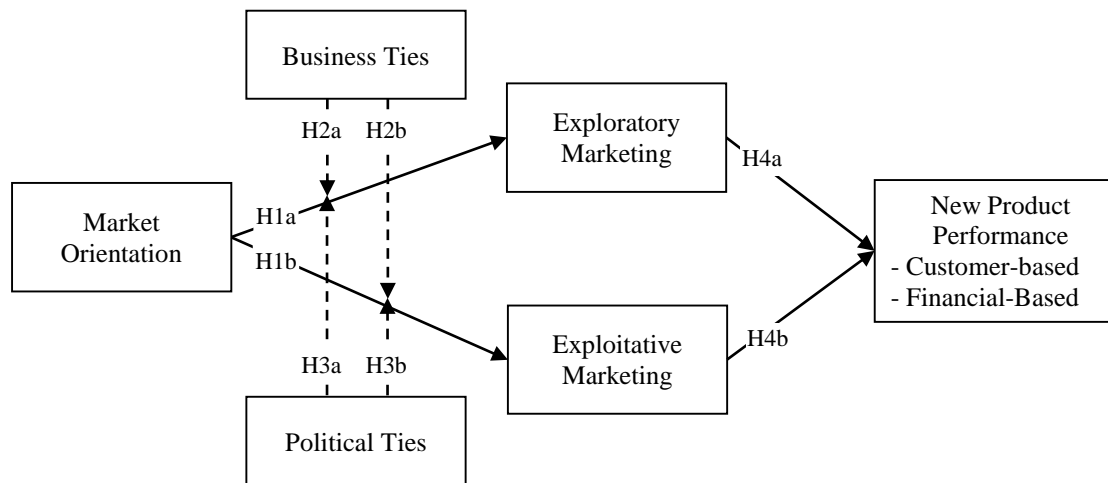 Business Ties
H2a
H2b
Exploratory
Marketing
H4a
Market
Orientation
H1a
H1b
New Product
Performance
- Customer-based
- Financial-Based
Exploitative
Marketing
H4b
H3a
H3b
Political Ties